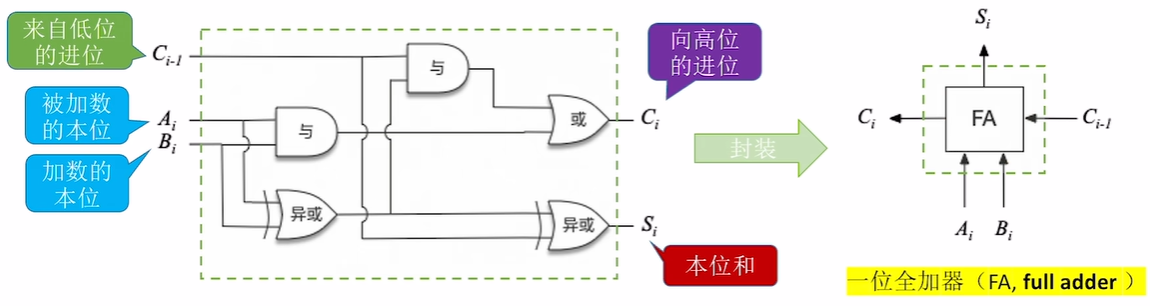 来自低位
的进位
C_{i-1}
被加数
的本位
A_i
B_i
加数的
本位
与
与
异或
或
异或
向高位
的进位
C_i
S_i
本位和
封装
S_i
C_i
FA
C_{i-1}
A_i
B_i
一位全加器（FA, full adder ）